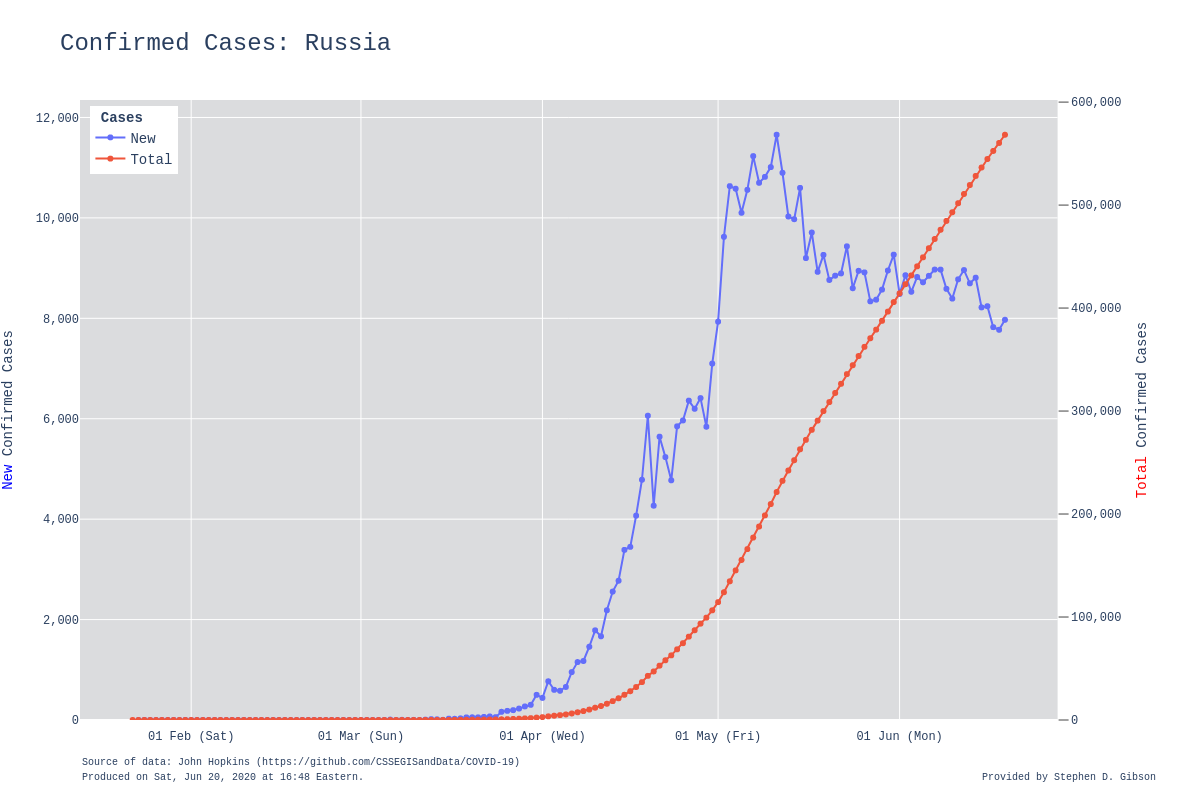 Confirmed Cases: Russia
Cases
New
Total
12,000
10,000
8,000
6,000
4,000
2,000
0
600,000
500,000
400,000
300,000
200,000
100,000
0
New Confirmed Cases
Total Confirmed Cases
01 Feb (Sat)
01 Mar (Sun)
01 Apr (Wed)
01 May (Fri)
01 Jun (Mon)
Source of data: John Hopkins (https://github.com/CSSEGISandData/COVID-19)
Produced on Sat, Jun 20, 2020 at 16:48 Eastern.
Provided by Stephen D. Gibson